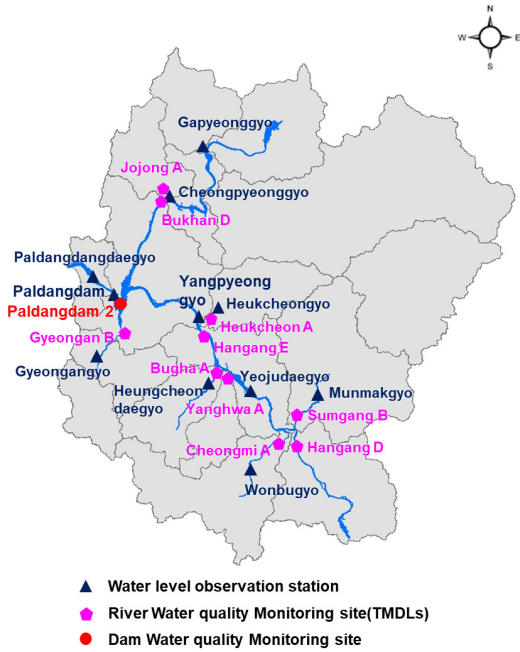 N
W
E
S
Gapyeonggyo
Jojong A
Cheongpyeonggyo
Bukhan D
Paldangdangdaegyo
Yangpyeong
gyo
Paldangdam
Heukcheongyo
Paldangdam 2
Heukcheon A
Gyeongan B
Hangang E
Bugha A
Yeojudaegyo
Gyeongangyo
Heungcheon
daegyo
Munmakgyo
Yanghwa A
Sumgang B
Cheongmi A
Hangang D
Wonbugyo
Water level observation station
River Water quality Monitoring site(TMDLs)
Dam Water quality Monitoring site